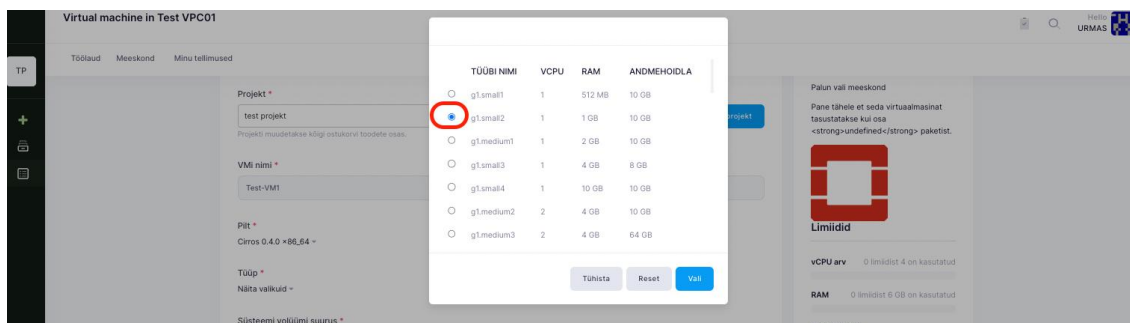 Virtual machine in Test VPC01
Hello
URMAS
TP
Töölaud Meeskond Minu tellimused
Projekt *
test projekt
projekt
Projekti muudetakse kõigi ostukorvi toodete osas.
VMi nimi *
Test-VM1
Pilt *
Cirros 0.4.0 x86_64
Tüüp *
Näita valikuid
Süsteemi volüümi suurus *
TÜÜBI NIMI VCPU RAM ANDMEHOIDLA
g1.small1 1 512 MB 10 GB
g1.small2 1 1 GB 10 GB
g1.medium1 1 2 GB 10 GB
g1.small3 1 4 GB 8 GB
g1.small4 1 10 GB 10 GB
g1.medium2 2 4 GB 10 GB
g1.medium3 2 4 GB 64 GB
Tühista Reset Vali
Palun vali meeskond
Pane tähele et seda virtuaalmasinat
tasustatakse kui osa
<strong>undefined</strong> paketist.
Limiidid
vCPU arv 0 limiidist 4 on kasutatud
RAM 0 limiidist 6 GB on kasutatud